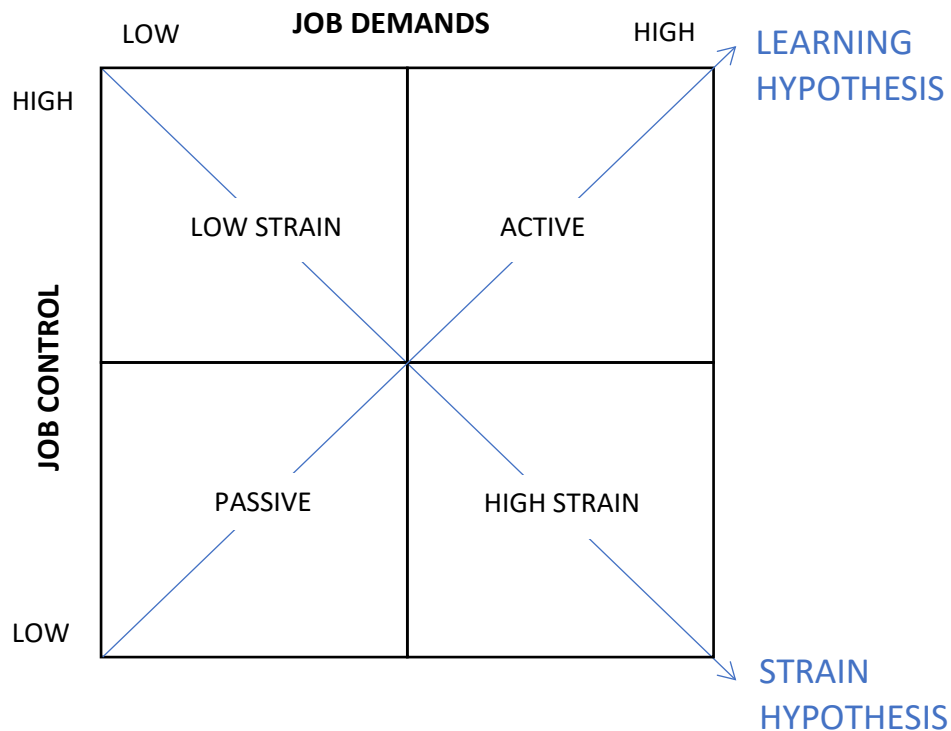 JOB DEMANDS
LOW
HIGH
LEARNING
HYPOTHESIS
HIGH
LOW STRAIN
ACTIVE
JOB CONTROL
PASSIVE
HIGH STRAIN
LOW
STRAIN
HYPOTHESIS